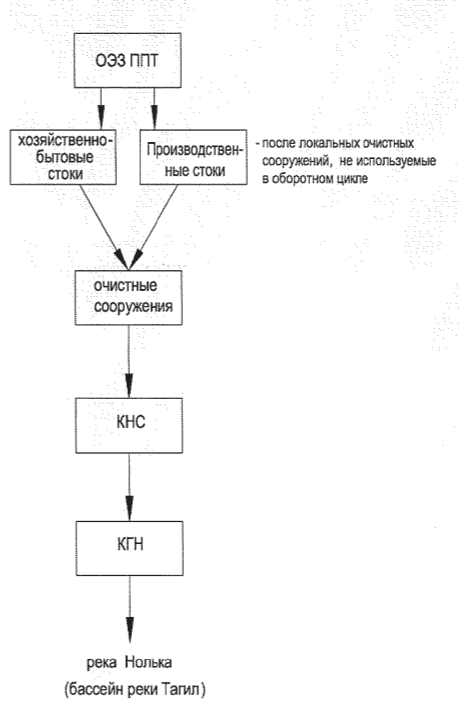 ОЭЗ ППТ
хозяйственно-
бытовые
стоки
Производствен-
ные стоки
- после локальных очистных
сооружений, не используемые
в оборотном цикле
очистные
сооружения
КНС
КГН
река Нолька
(бассейн реки Тагил)